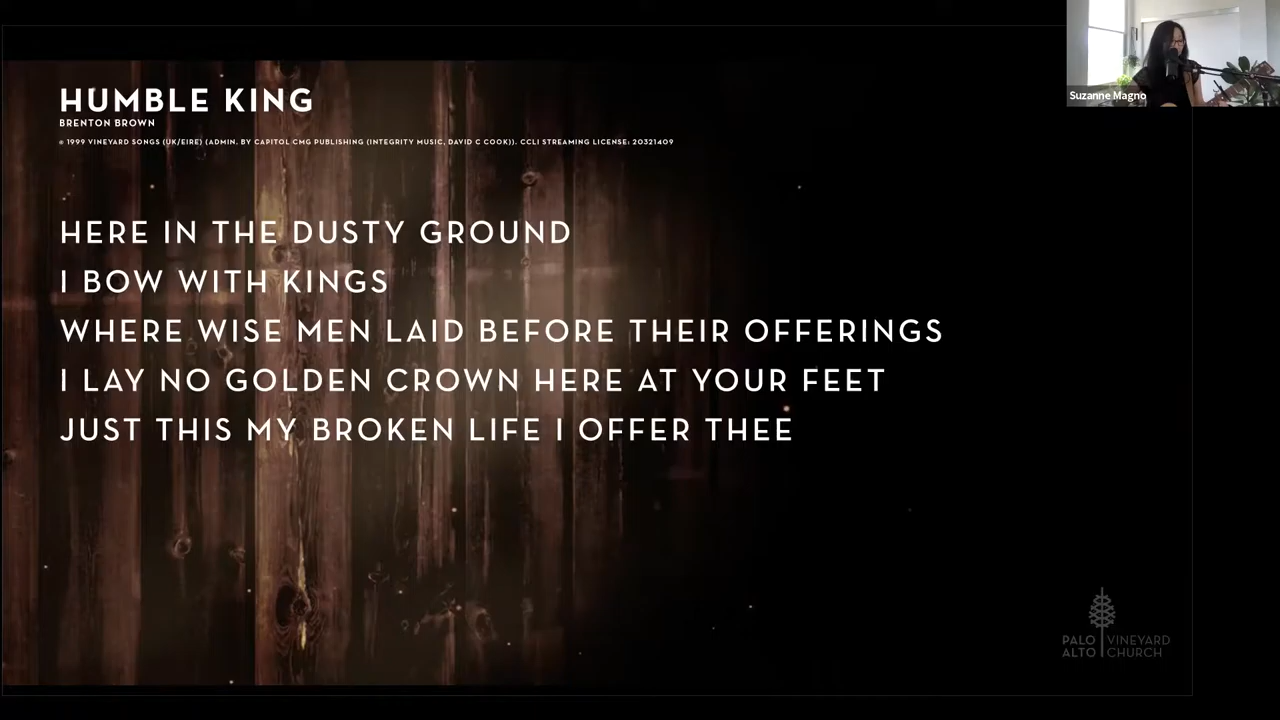 HUMBLE KING
BRENTON BROWN
© 1999 VINEYARD SONGS (UK/EIRE) (ADMIN. BY CAPITOL CMG PUBLISHING (INTEGRITY MUSIC, DAVID C COOK)). CCLI STREAMING LICENSE: 20321409
HERE IN THE DUSTY GROUND
I BOW WITH KINGS
WHERE WISE MEN LAID BEFORE THEIR OFFERINGS
I LAY NO GOLDEN CROWN HERE AT YOUR FEET
JUST THIS MY BROKEN LIFE I OFFER THEE
Suzanne Magno
PALO VINEYARD
ALTO CHURCH